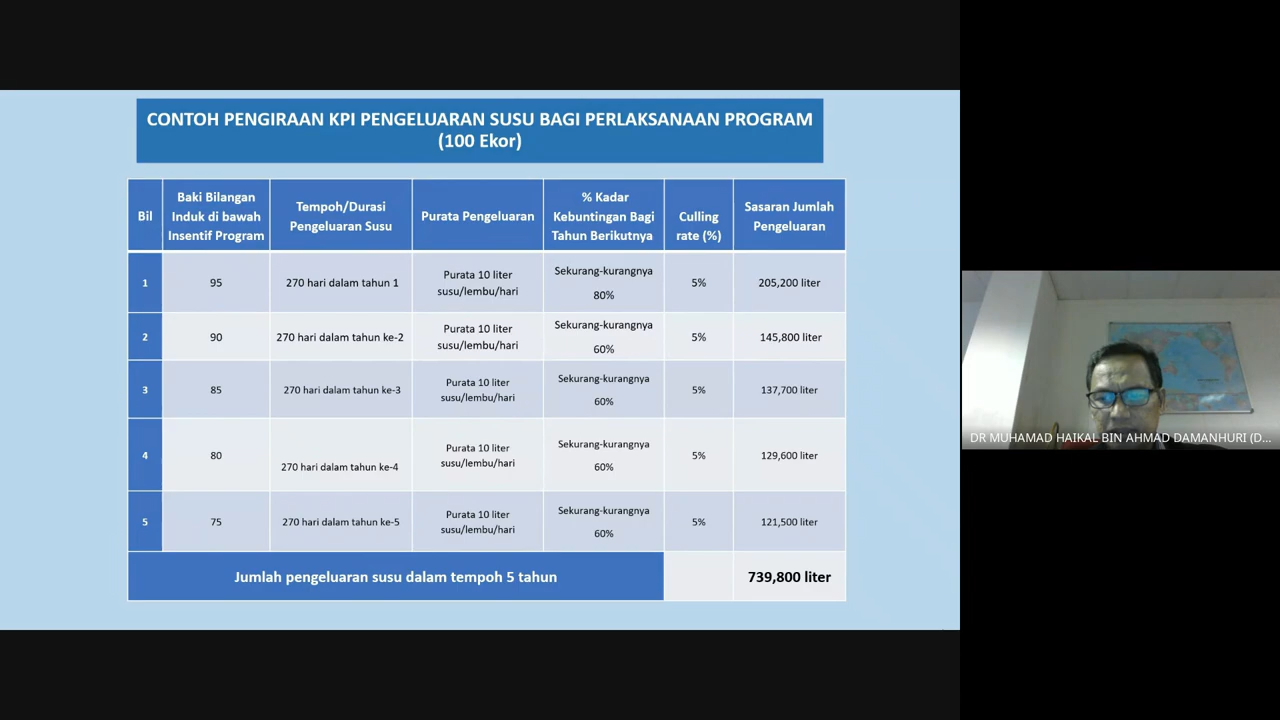 CONTOH PENGIRAAN KPI PENGELUARAN SUSU BAGI PERLAKSANAAN PROGRAM
(100 Ekor)
Bil
Baki Bilangan
Induk di bawah
Insentif Program
Tempoh/Durasi
Pengeluaran Susu
Purata Pengeluaran
% Kadar
Kebuntingan Bagi
Tahun Berikutnya
Culling
rate (%)
Sasaran Jumlah
Pengeluaran
1
95
270 hari dalam tahun 1
Purata 10 liter
susu/lembu/hari
Sekurang-kurangnya
80%
5%
205,200 liter
2
90
270 hari dalam tahun ke-2
Purata 10 liter
susu/lembu/hari
Sekurang-kurangnya
60%
5%
145,800 liter
3
85
270 hari dalam tahun ke-3
Purata 10 liter
susu/lembu/hari
Sekurang-kurangnya
60%
5%
137,700 liter
4
80
270 hari dalam tahun ke-4
Purata 10 liter
susu/lembu/hari
Sekurang-kurangnya
60%
5%
129,600 liter
5
75
270 hari dalam tahun ke-5
Purata 10 liter
susu/lembu/hari
Sekurang-kurangnya
60%
5%
121,500 liter
Jumlah pengeluaran susu dalam tempoh 5 tahun
739,800 liter
DR MUHAMAD HAIKAL BIN AHMAD DAMANHURI (D...